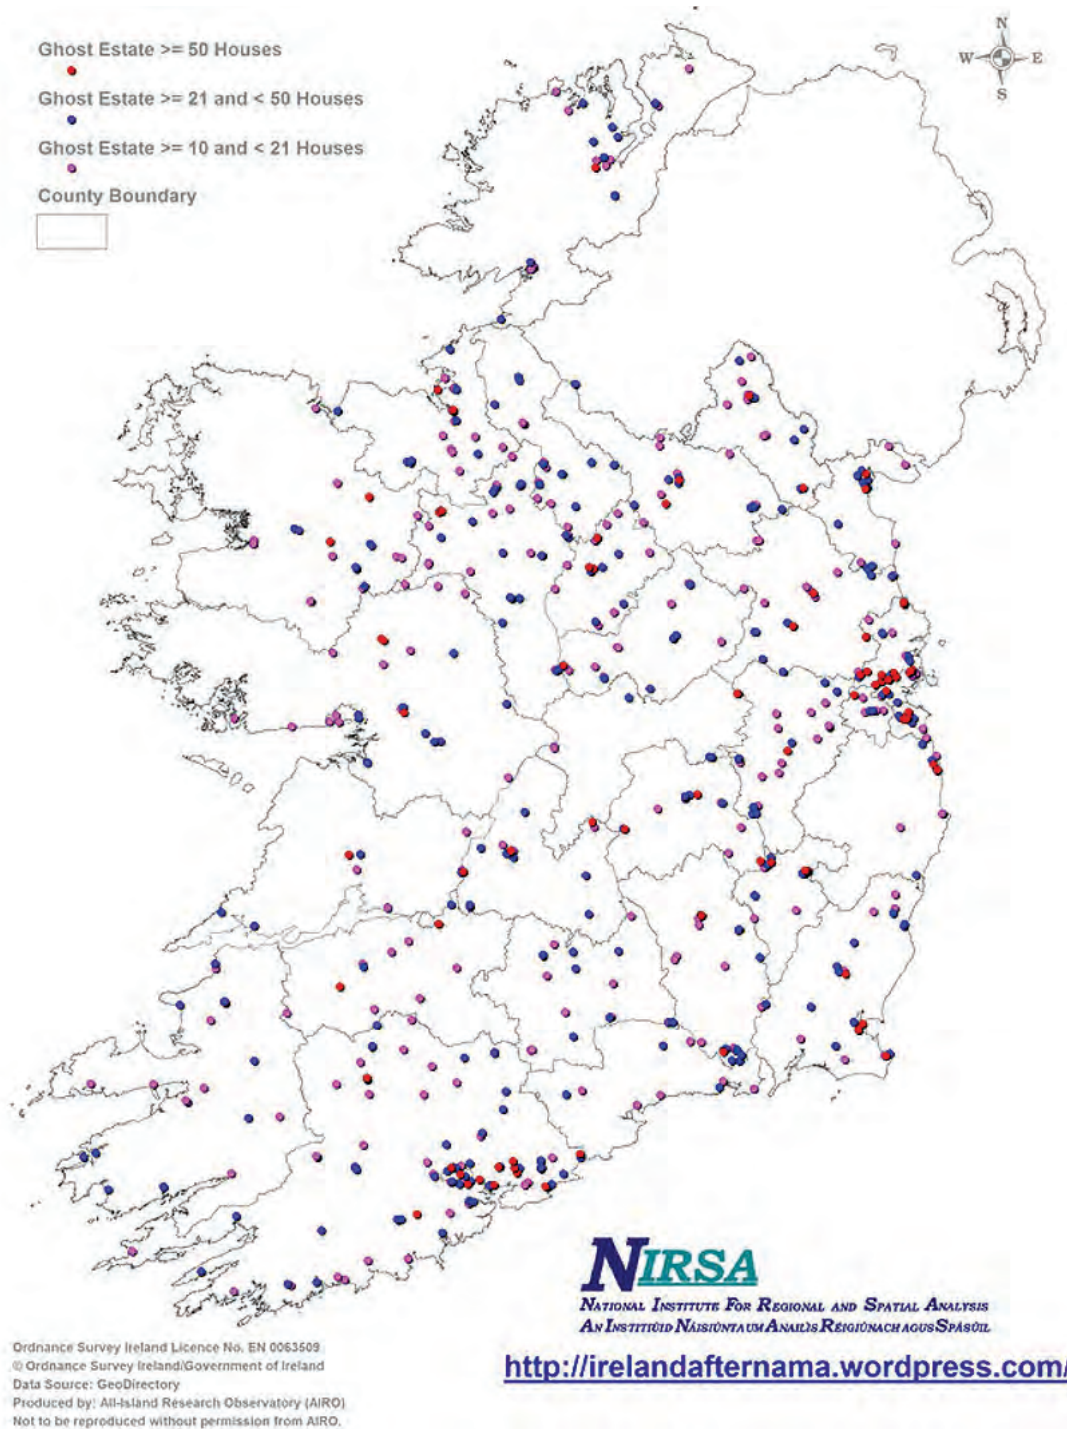 Ghost Estate >= 50 Houses
Ghost Estate >= 21 and < 50 Houses
Ghost Estate >= 10 and < 21 Houses
County Boundary
N
W E
S
NIRSA
NATIONAL INSTITUTE FOR REGIONAL AND SPATIAL ANALYSIS
AN INSTITIÚID NÁISIÚNTA UM ANAILÍS RÉIGIÚNACH AGUS SPÁSÚIL
http://irelandafternama.wordpress.com/
Ordnance Survey Ireland Licence No. EN 0063509
© Ordnance Survey Ireland/Government of Ireland
Data Source: GeoDirectory
Produced by: All-Island Research Observatory (AIRO)
Not to be reproduced without permission from AIRO.